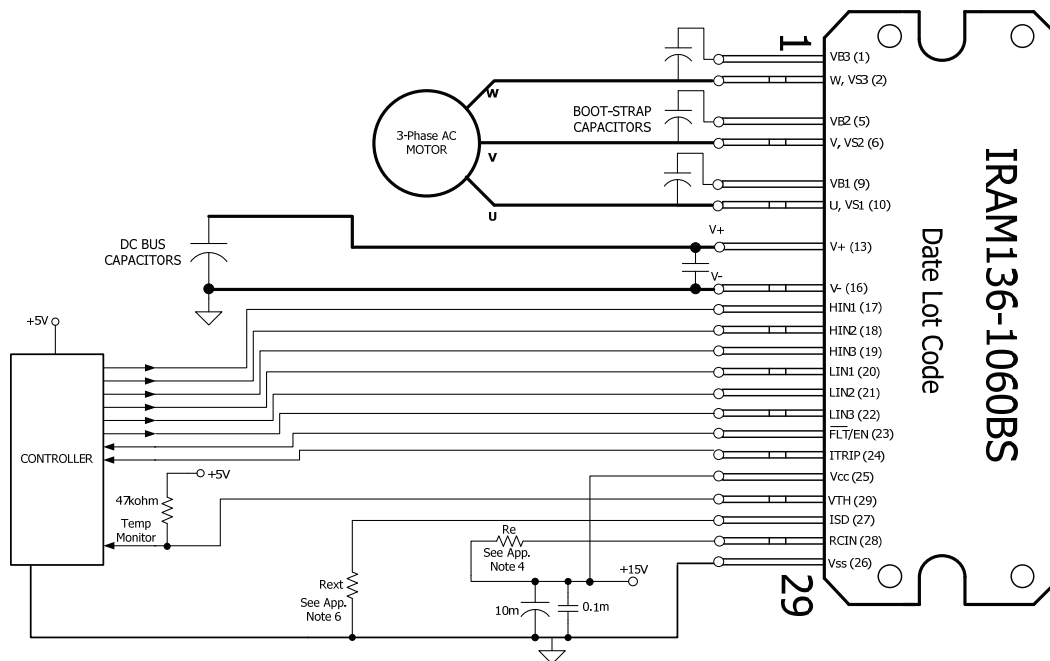 1
VB3 (1)
W, VS3 (2)
W
BOOT-STRAP
CAPACITORS
VB2 (5)
3-Phase AC
MOTOR
V, VS2 (6)
V
VB1 (9)
U, VS1 (10)
U
V+
DC BUS
CAPACITORS
V+ (13)
V-
V- (16)
HIN1 (17)
+5V
HIN2 (18)
HIN3 (19)
LIN1 (20)
LIN2 (21)
LIN3 (22)
FLT/EN (23)
CONTROLLER
ITRIP (24)
+5V
Vcc (25)
47kohm
VTH (29)
Temp
Monitor
ISD (27)
Re
RCIN (28)
See App.
Note 4
Vss (26)
+15V
Rext
See App.
Note 6
10m
0.1m
29
IRAM136-1060BS
Date Lot Code